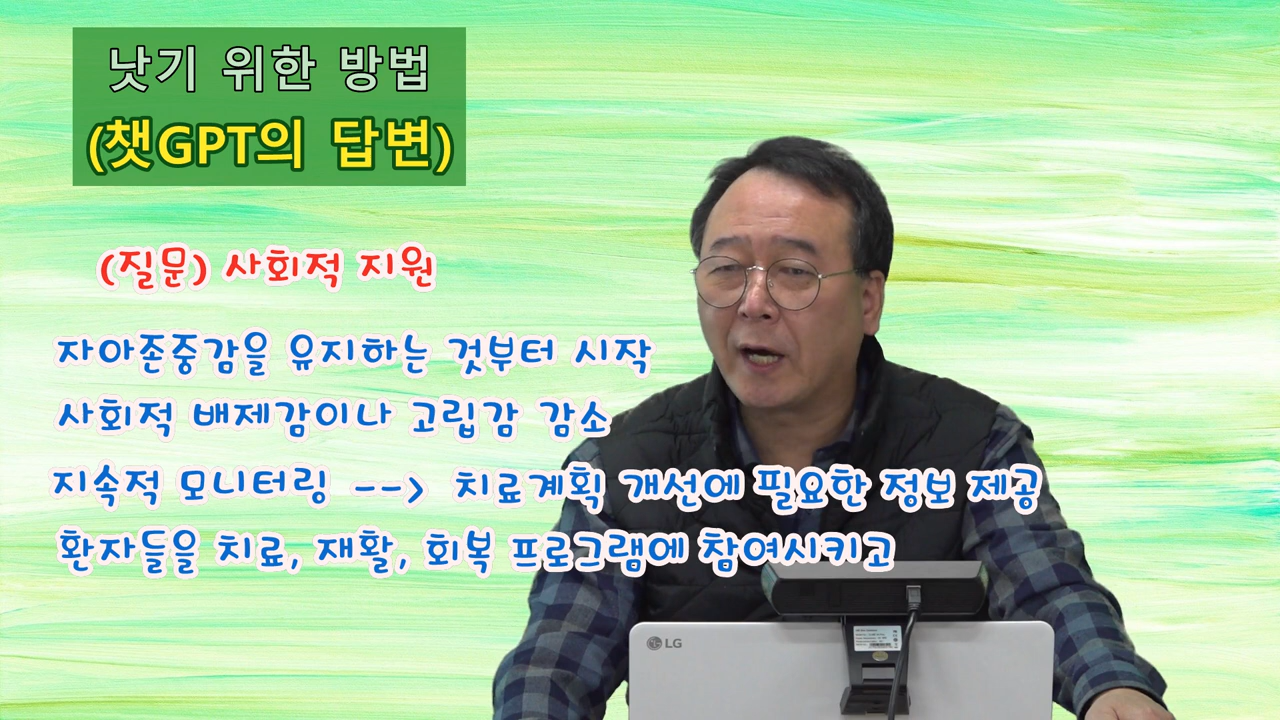 낫기 위한 방법
(챗GPT의 답변)
(질문) 사회적 지원
자아존중감을 유지하는 것부터 시작
사회적 배제감이나 고립감 감소
지속적 모니터링 --> 치료계획 개선에 필요한 정보 제공
환자들을 치료, 재활, 회복 프로그램에 참여시키고
LG